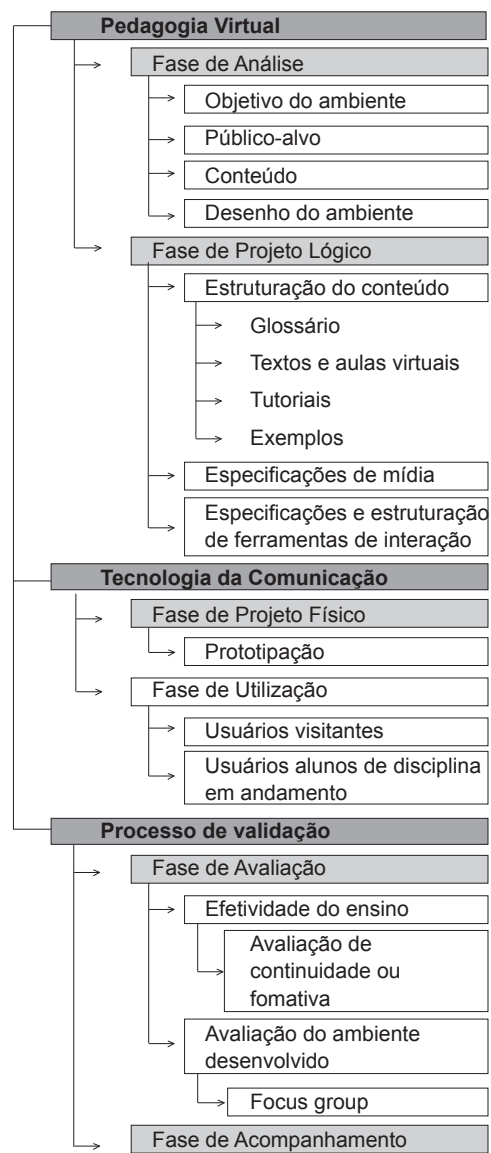 Pedagogia Virtual
Fase de Análise
Objetivo do ambiente
Público-alvo
Conteúdo
Desenho do ambiente
Fase de Projeto Lógico
Estruturação do conteúdo
Glossário
Textos e aulas virtuais
Tutoriais
Exemplos
Especificações de mídia
Especificações e estruturação
de ferramentas de interação
Tecnologia da Comunicação
Fase de Projeto Físico
Prototipação
Fase de Utilização
Usuários visitantes
Usuários alunos de disciplina
em andamento
Processo de validação
Fase de Avaliação
Efetividade do ensino
Avaliação de
continuidade ou
fomativa
Avaliação do ambiente
desenvolvido
Focus group
Fase de Acompanhamento